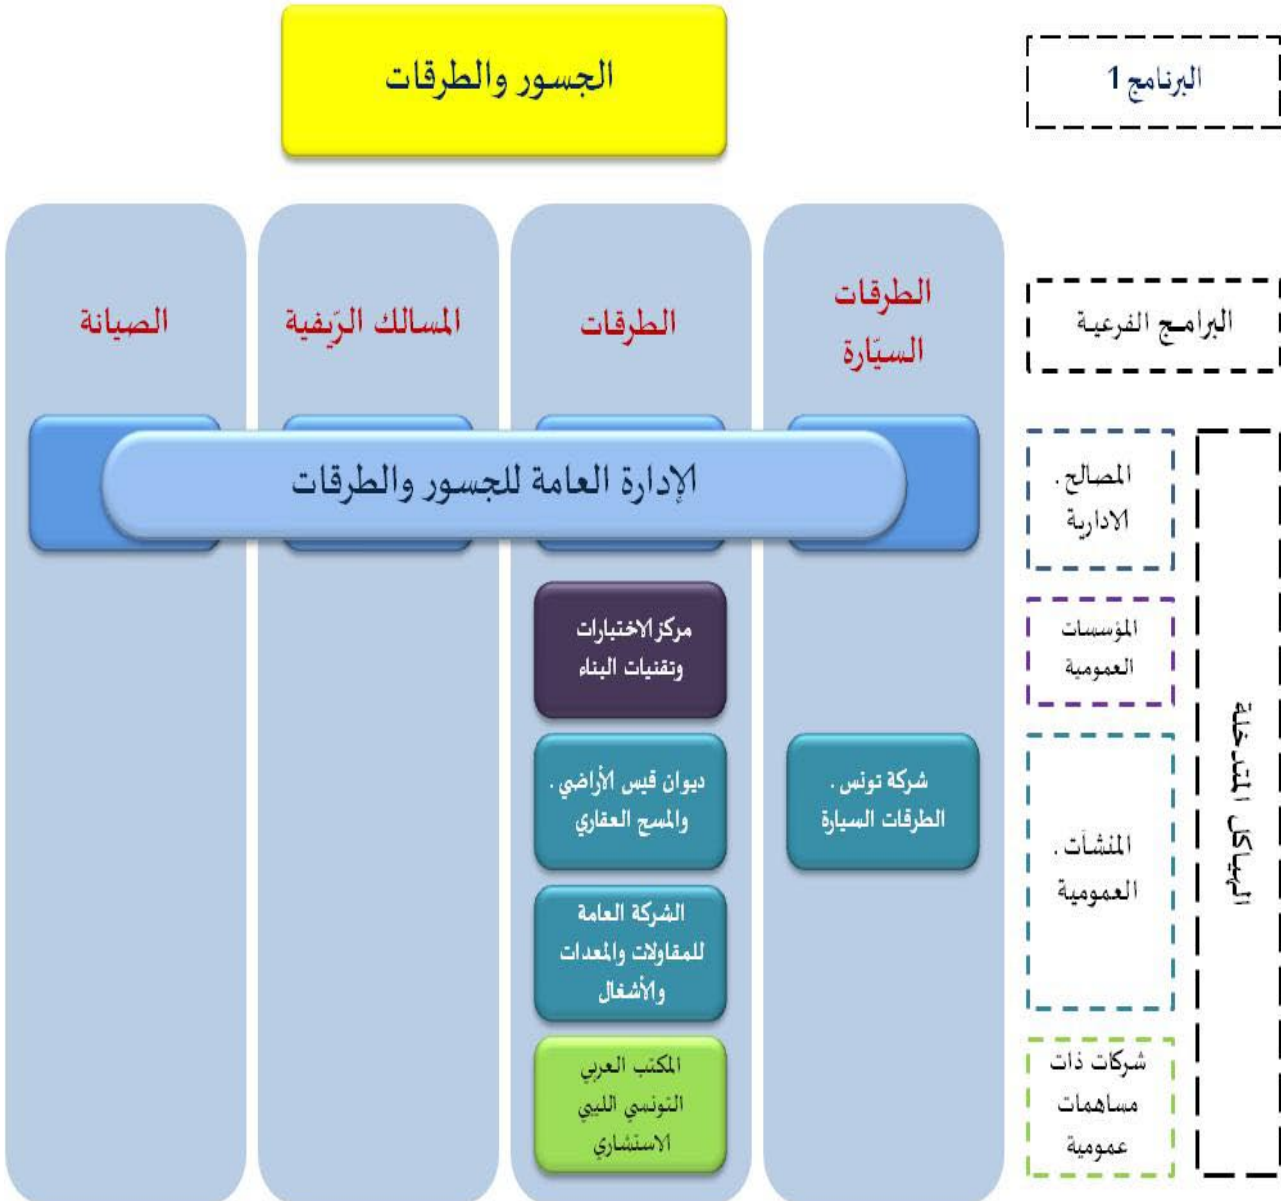 البرنامج 1
الجسور والطرقات
البرامج الفرعية
الطرقات
السيّارة
الطرقات
المسالك الرّيفية
الصيانة
الهياكل المتدخلة
المصالح .
الادارية
الإدارة العامة للجسور والطرقات
المؤسسات
العمومية
مركز الاختبارات
وتقنيات البناء
المنشآت .
العمومية
شركة تونس .
الطرقات السيارة
ديوان قيس الأراضي .
والمسح العقاري
الشركة العامة
للمقاولات والمعدات
والأشغال
شركات ذات
مساهمات
عمومية
المكتب العربي
التونسي الليبي
الاستشاري